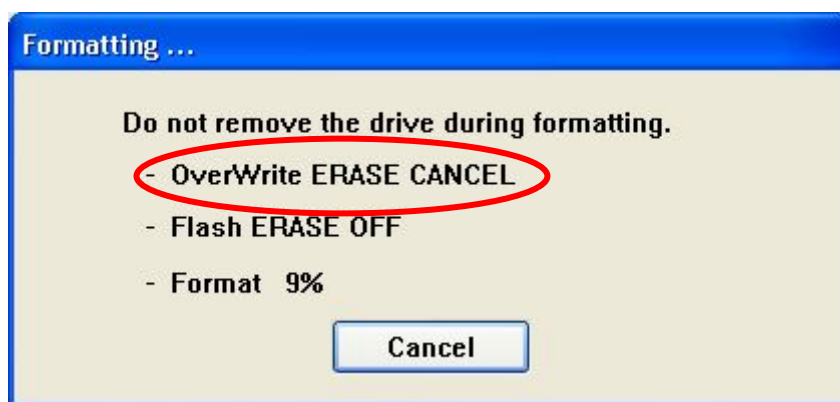 Formatting ...
Do not remove the drive during formatting.
- OverWrite ERASE CANCEL
- Flash ERASE OFF
- Format 9%
Cancel